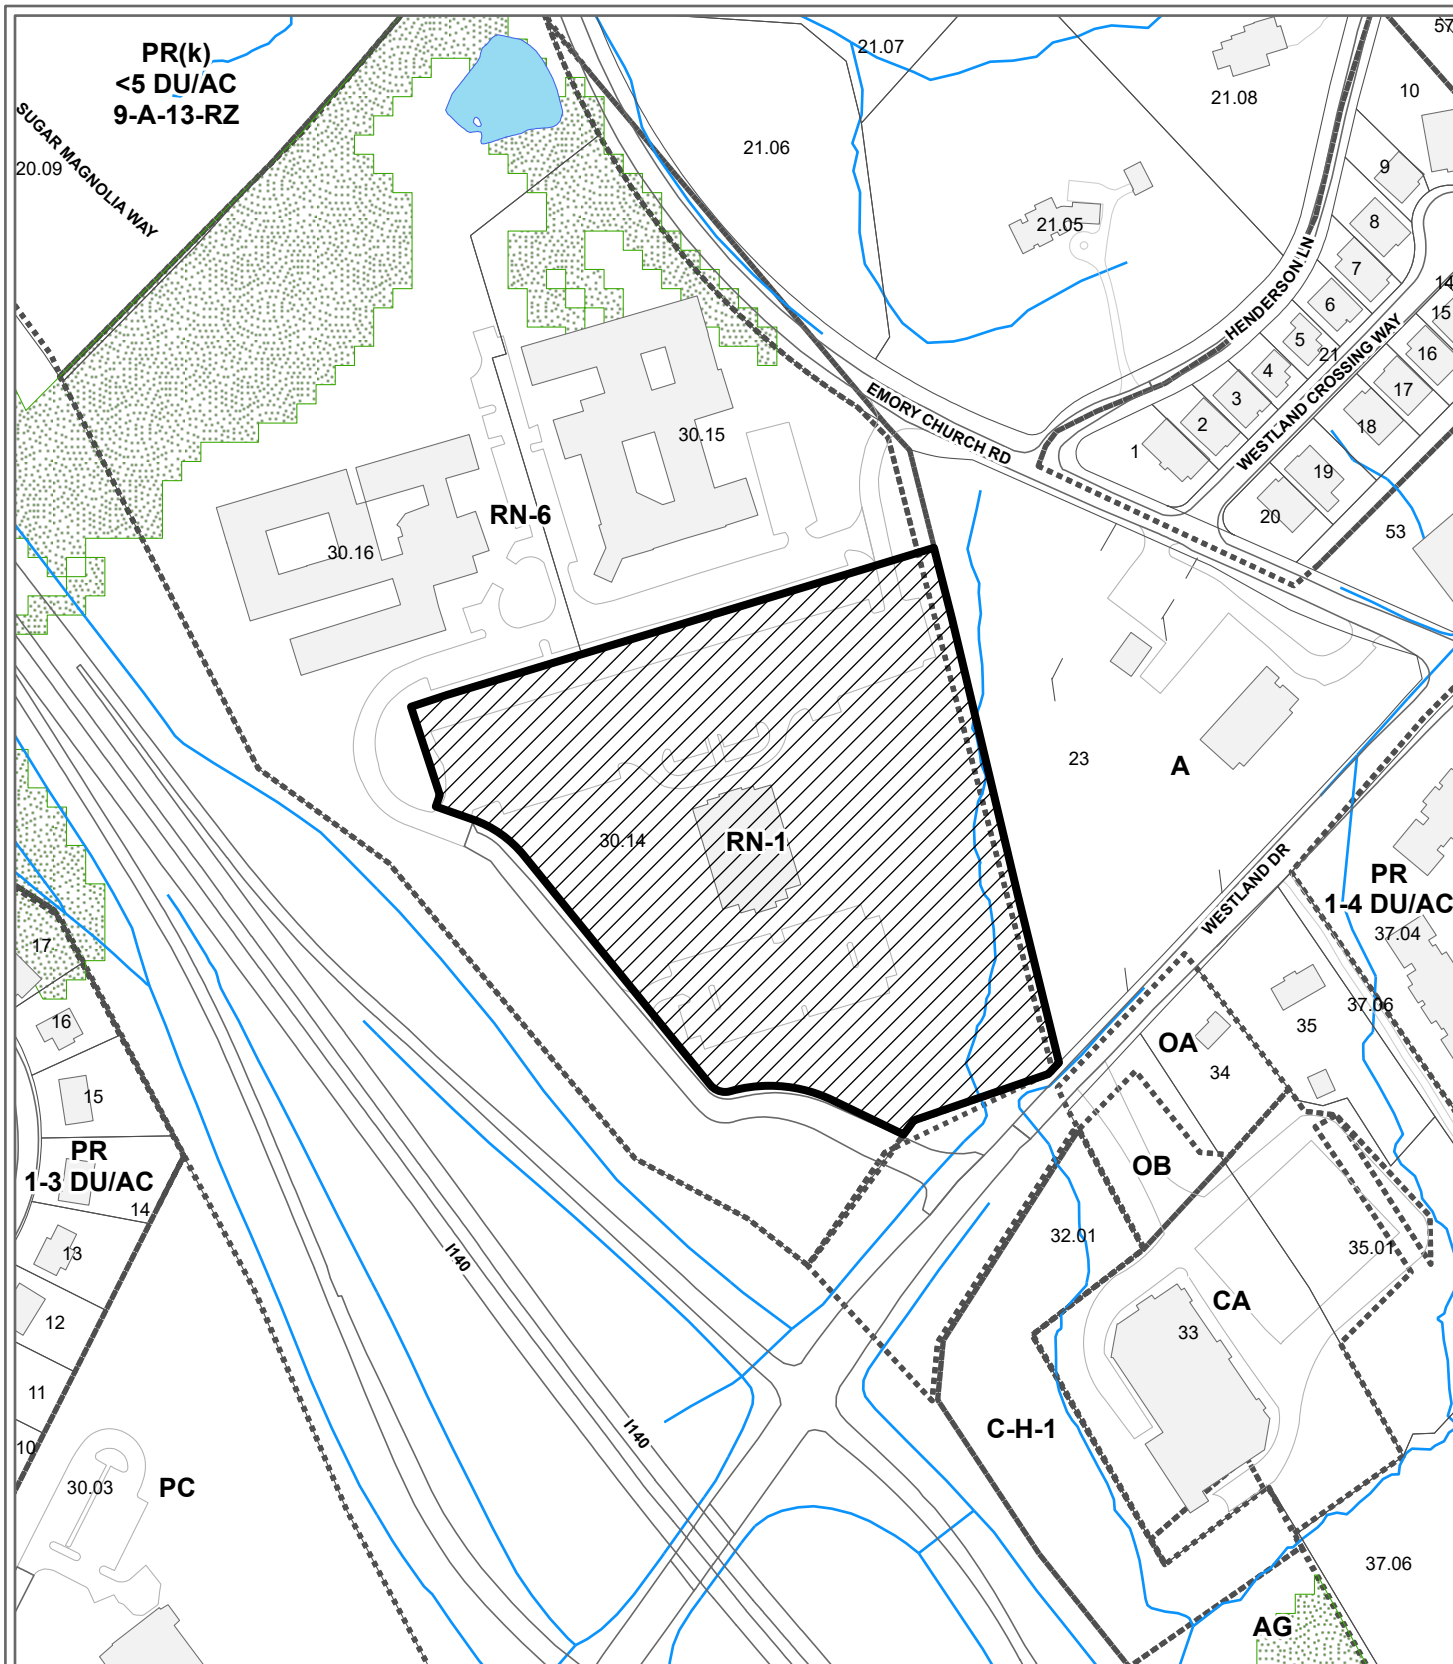 PR(k)
<5 DU/AC
9-A-13-RZ
SUGAR MAGNOLIA WAY
20.09
21.07
21.06
21.08
21.05
57
10
9
8
7
6
5
4
3
2
1
HENDERSON LN
WESTLAND CROSSING WAY
21
14
15
16
17
18
19
20
53
EMORY CHURCH RD
30.15
RN-6
30.16
23
A
30.14
RN-1
WESTLAND DR
PR
1-4 DU/AC
37.04
37.06
35
OA
34
OB
32.01
35.01
CA
33
C-H-1
37.06
AG
17
16
15
PR
1-3 DU/AC
14
13
12
11
10
30.03
PC
I140
I140